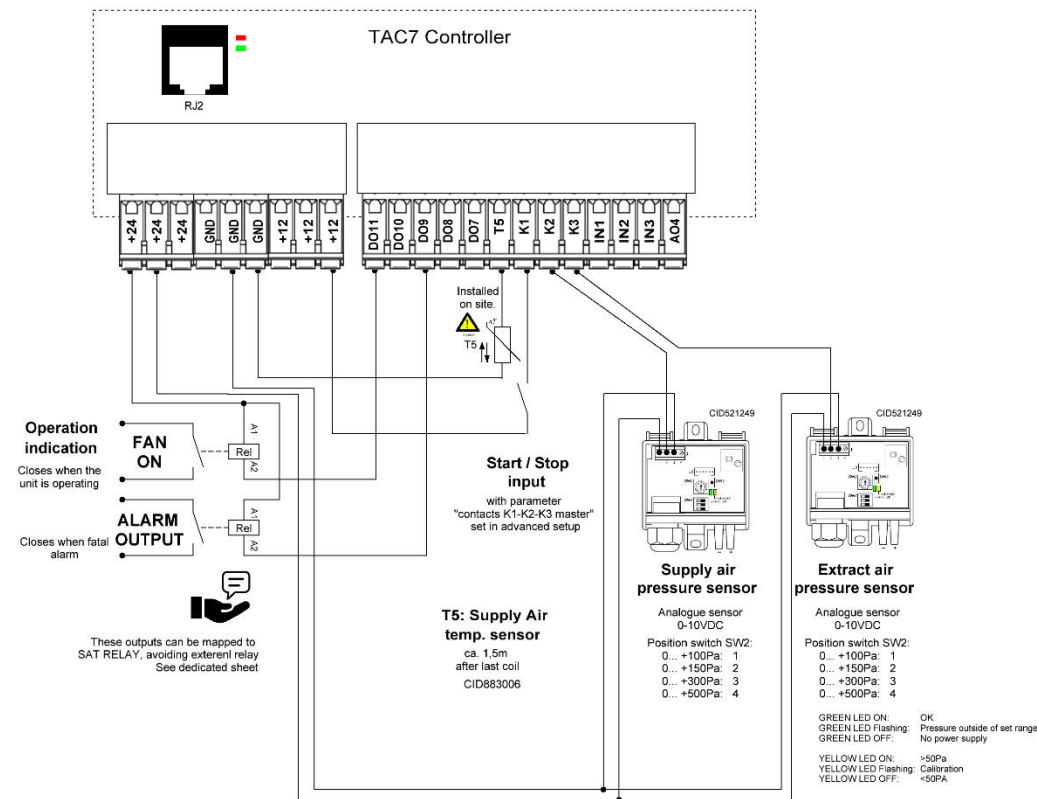 TAC7 Controller
RJ2
+24
+24
+24
GND
GND
GND
+12
+12
+12
DO11
DO10
DO9
DO8
DO7
T5
K1
K2
K3
IN1
IN2
IN3
AO4
Installed
on site.
T5
Operation
indication
Closes when the
unit is operating
FAN
ON
A1
Rel
A2
ALARM
OUTPUT
Closes when fatal
alarm
A1
Rel
A2
These outputs can be mapped to
SAT RELAY, avoiding exterenl relay
See dedicated sheet
Start / Stop
input
with parameter
"contacts K1-K2-K3 master"
set in advanced setup
T5: Supply Air
temp. sensor
ca. 1,5m
after last coil
CID883006
CID521249
Supply air
pressure sensor
Analogue sensor
0-10VDC
Position switch SW2:
0... +100Pa: 1
0... +150Pa: 2
0... +300Pa: 3
0... +500Pa: 4
CID521249
Extract air
pressure sensor
Analogue sensor
0-10VDC
Position switch SW2:
0... +100Pa: 1
0... +150Pa: 2
0... +300Pa: 3
0... +500Pa: 4
GREEN LED ON: OK
GREEN LED Flashing: Pressure outside of set range
GREEN LED OFF: No power supply
YELLOW LED ON: >50Pa
YELLOW LED Flashing: Calibration
YELLOW LED OFF: <50PA